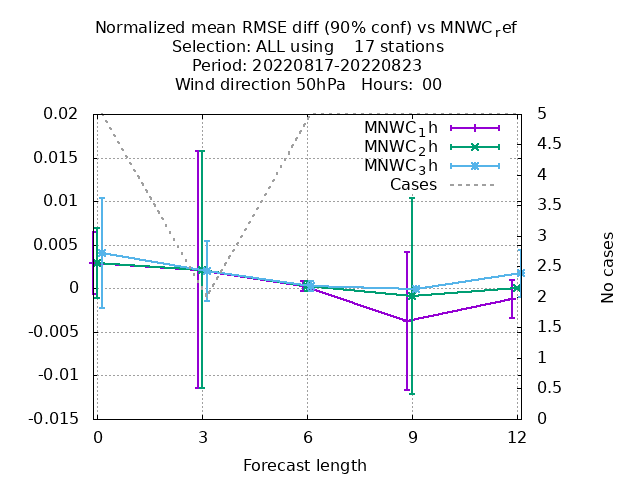 Normalized mean RMSE diff (90% conf) vs MNWC_ref
Selection: ALL using    17 stations
Period: 20220817-20220823
Wind direction 50hPa   Hours:  00
MNWC_1h
MNWC_2h
MNWC_3h
Cases
0.02
0.015
0.01
0.005
0
-0.005
-0.01
-0.015
5
4.5
4
3.5
3
2.5
2
1.5
1
0.5
0
No cases
0 3 6 9 12
Forecast length